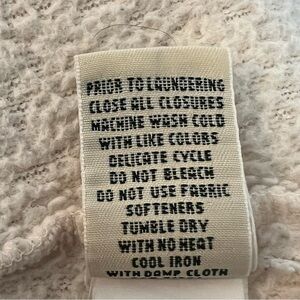 PRIOR TO LAUNDERING
CLOSE ALL CLOSURES
MACHINE WASH COLD
WITH LIKE COLORS
DELICATE CYCLE
DO NOT BLEACH
DO NOT USE FABRIC
SOFTENERS
TUMBLE DRY
WITH NO HEAT
COOL IRON
WITH DAMP CLOTH